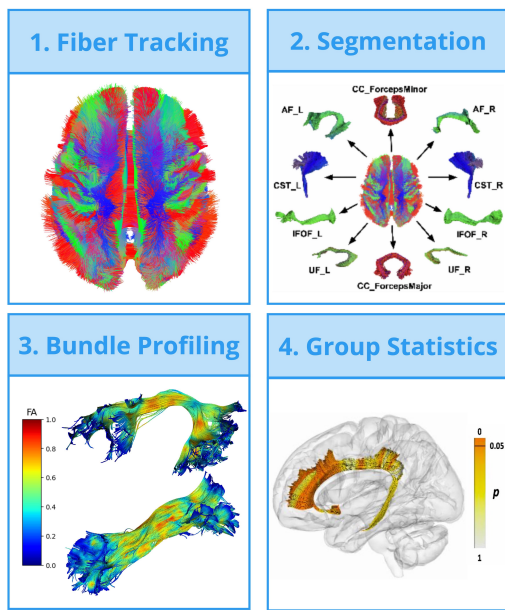 1. Fiber Tracking
2. Segmentation
CC_ForcepsMinor
AF_L
AF_R
CST_L
CST_R
IFOF_L
IFOF_R
UF_L
UF_R
CC_ForcepsMajor
3. Bundle Profiling
FA
1.0
0.8
0.6
0.4
0.2
0.0
4. Group Statistics
0
0.05
p
1